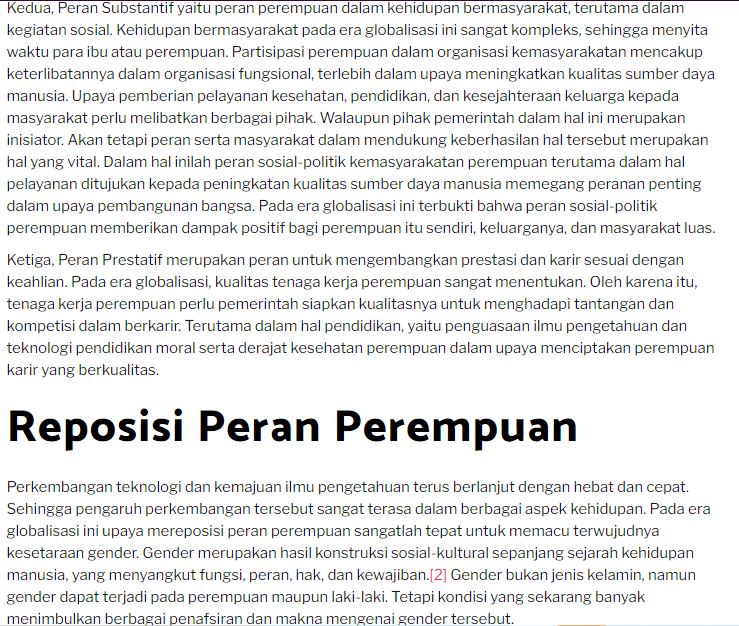 Kedua, Peran Substantif yaitu peran perempuan dalam kehidupan bermasyarakat, terutama dalam
kegiatan sosial. Kehidupan bermasyarakat pada era globalisasi ini sangat kompleks, sehingga menyita
waktu para ibu atau perempuan. Partisipasi perempuan dalam organisasi kemasyarakatan mencakup
keterlibatannya dalam organisasi fungsional, terlebih dalam upaya meningkatkan kualitas sumber daya
manusia. Upaya pemberian pelayanan kesehatan, pendidikan, dan kesejahteraan keluarga kepada
masyarakat perlu melibatkan berbagai pihak. Walaupun pihak pemerintah dalam hal ini merupakan
inisiator. Akan tetapi peran serta masyarakat dalam mendukung keberhasilan hal tersebut merupakan
hal yang vital. Dalam hal inilah peran sosial-politik kemasyarakatan perempuan terutama dalam hal
pelayanan ditujukan kepada peningkatan kualitas sumber daya manusia memegang peranan penting
dalam upaya pembangunan bangsa. Pada era globalisasi ini terbukti bahwa peran sosial-politik
perempuan memberikan dampak positif bagi perempuan itu sendiri, keluarganya, dan masyarakat luas.
Ketiga, Peran Prestatif merupakan peran untuk mengembangkan prestasi dan karir sesuai dengan
keahlian. Pada era globalisasi, kualitas tenaga kerja perempuan sangat menentukan. Oleh karena itu,
tenaga kerja perempuan perlu pemerintah siapkan kualitasnya untuk menghadapi tantangan dan
kompetisi dalam berkarir. Terutama dalam hal pendidikan, yaitu penguasaan ilmu pengetahuan dan
teknologi pendidikan moral serta derajat kesehatan perempuan dalam upaya menciptakan perempuan
karir yang berkualitas.
Reposisi Peran Perempuan
Perkembangan teknologi dan kemajuan ilmu pengetahuan terus berlanjut dengan hebat dan cepat.
Sehingga pengaruh perkembangan tersebut sangat terasa dalam berbagai aspek kehidupan. Pada era
globalisasi ini upaya mereposisi peran perempuan sangatlah tepat untuk memacu terwujudnya
kesetaraan gender. Gender merupakan hasil konstruksi sosial-kultural sepanjang sejarah kehidupan
manusia, yang menyangkut fungsi, peran, hak, dan kewajiban.[2] Gender bukan jenis kelamin, namun
gender dapat terjadi pada perempuan maupun laki-laki. Tetapi kondisi yang sekarang banyak
menimbulkan berbagai penafsiran dan makna mengenai gender tersebut.